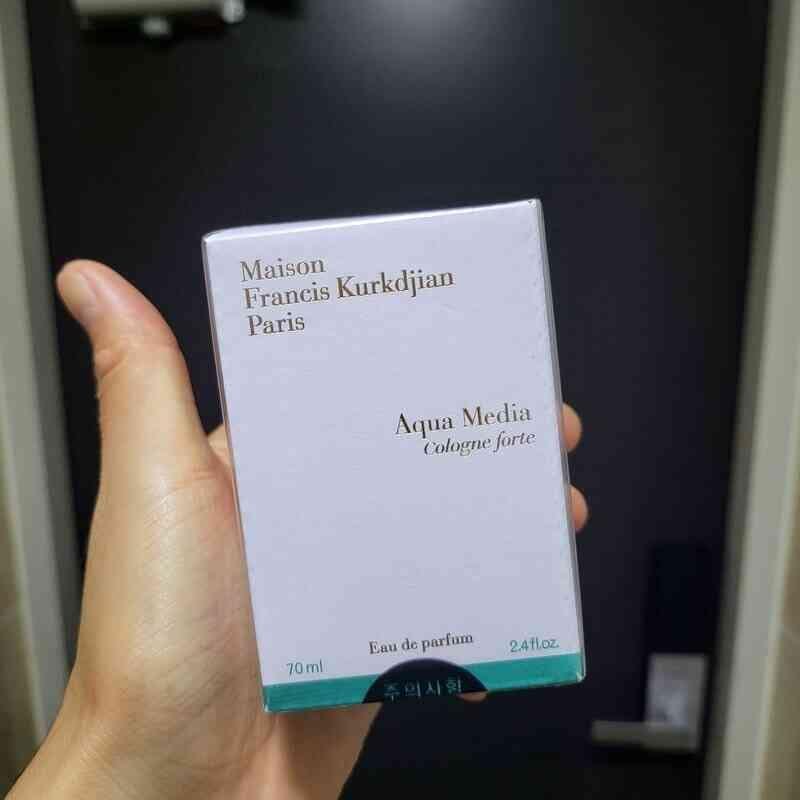 Maison
Francis Kurkdjian
Paris
Aqua Media
Cologne forte
Eau de parfum
70 ml
2.4 fl.oz.
주의사항